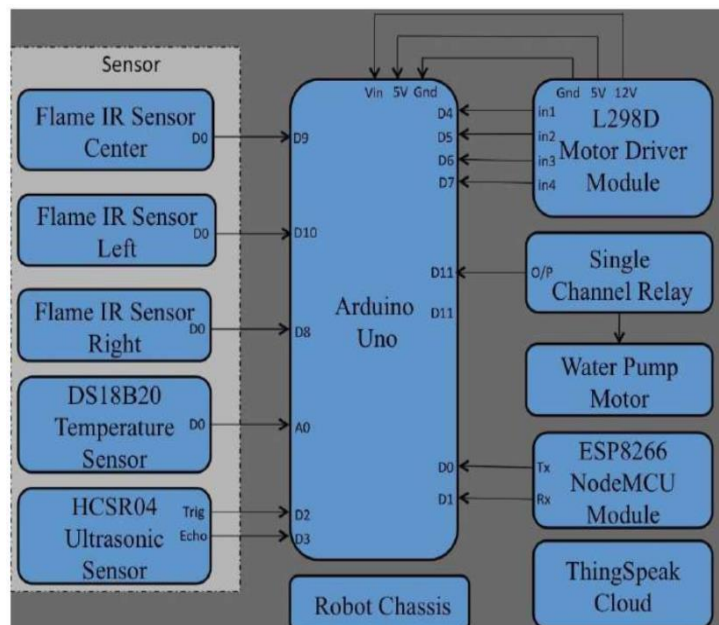 Sensor
Flame IR Sensor
Center
D0
Flame IR Sensor
Left
D0
Flame IR Sensor
Right
D0
DS18B20
Temperature
Sensor
D0
HCSR04
Ultrasonic
Sensor
Trig
Echo
Vin 5V Gnd
D9
D10
D8
A0
D2
D3
Arduino
Uno
D4
D5
D6
D7
D11
D11
D0
D1
Robot Chassis
Gnd 5V 12V
in1
in2
in3
in4
L298D
Motor Driver
Module
O/P
Single
Channel Relay
Water Pump
Motor
Tx
Rx
ESP8266
NodeMCU
Module
ThingSpeak
Cloud